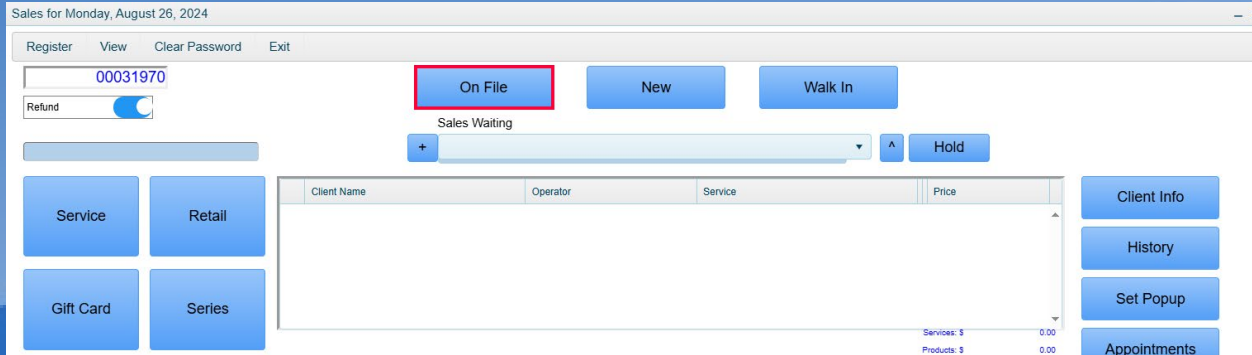 Sales for Monday, August 26, 2024
Register View Clear Password Exit
00031970
On File New Walk In
Refund
Sales Waiting
+ ^ Hold
Client Name Operator Service Price
Client Info
Service Retail
History
Set Popup
Gift Card Series
Services: $ 0.00
Products: $ 0.00
Appointments